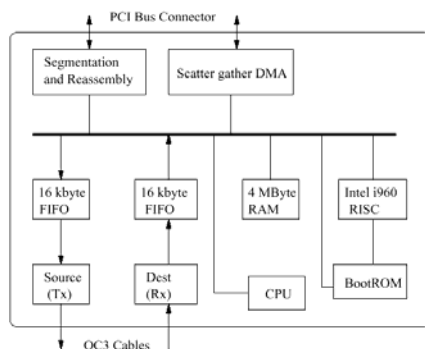 PCI Bus Connector
Segmentation
and Reassembly
Scatter gather DMA
16 kbyte
FIFO
16 kbyte
FIFO
4 MByte
RAM
Intel i960
RISC
Source
(Tx)
Dest
(Rx)
CPU
BootROM
OC3 Cables